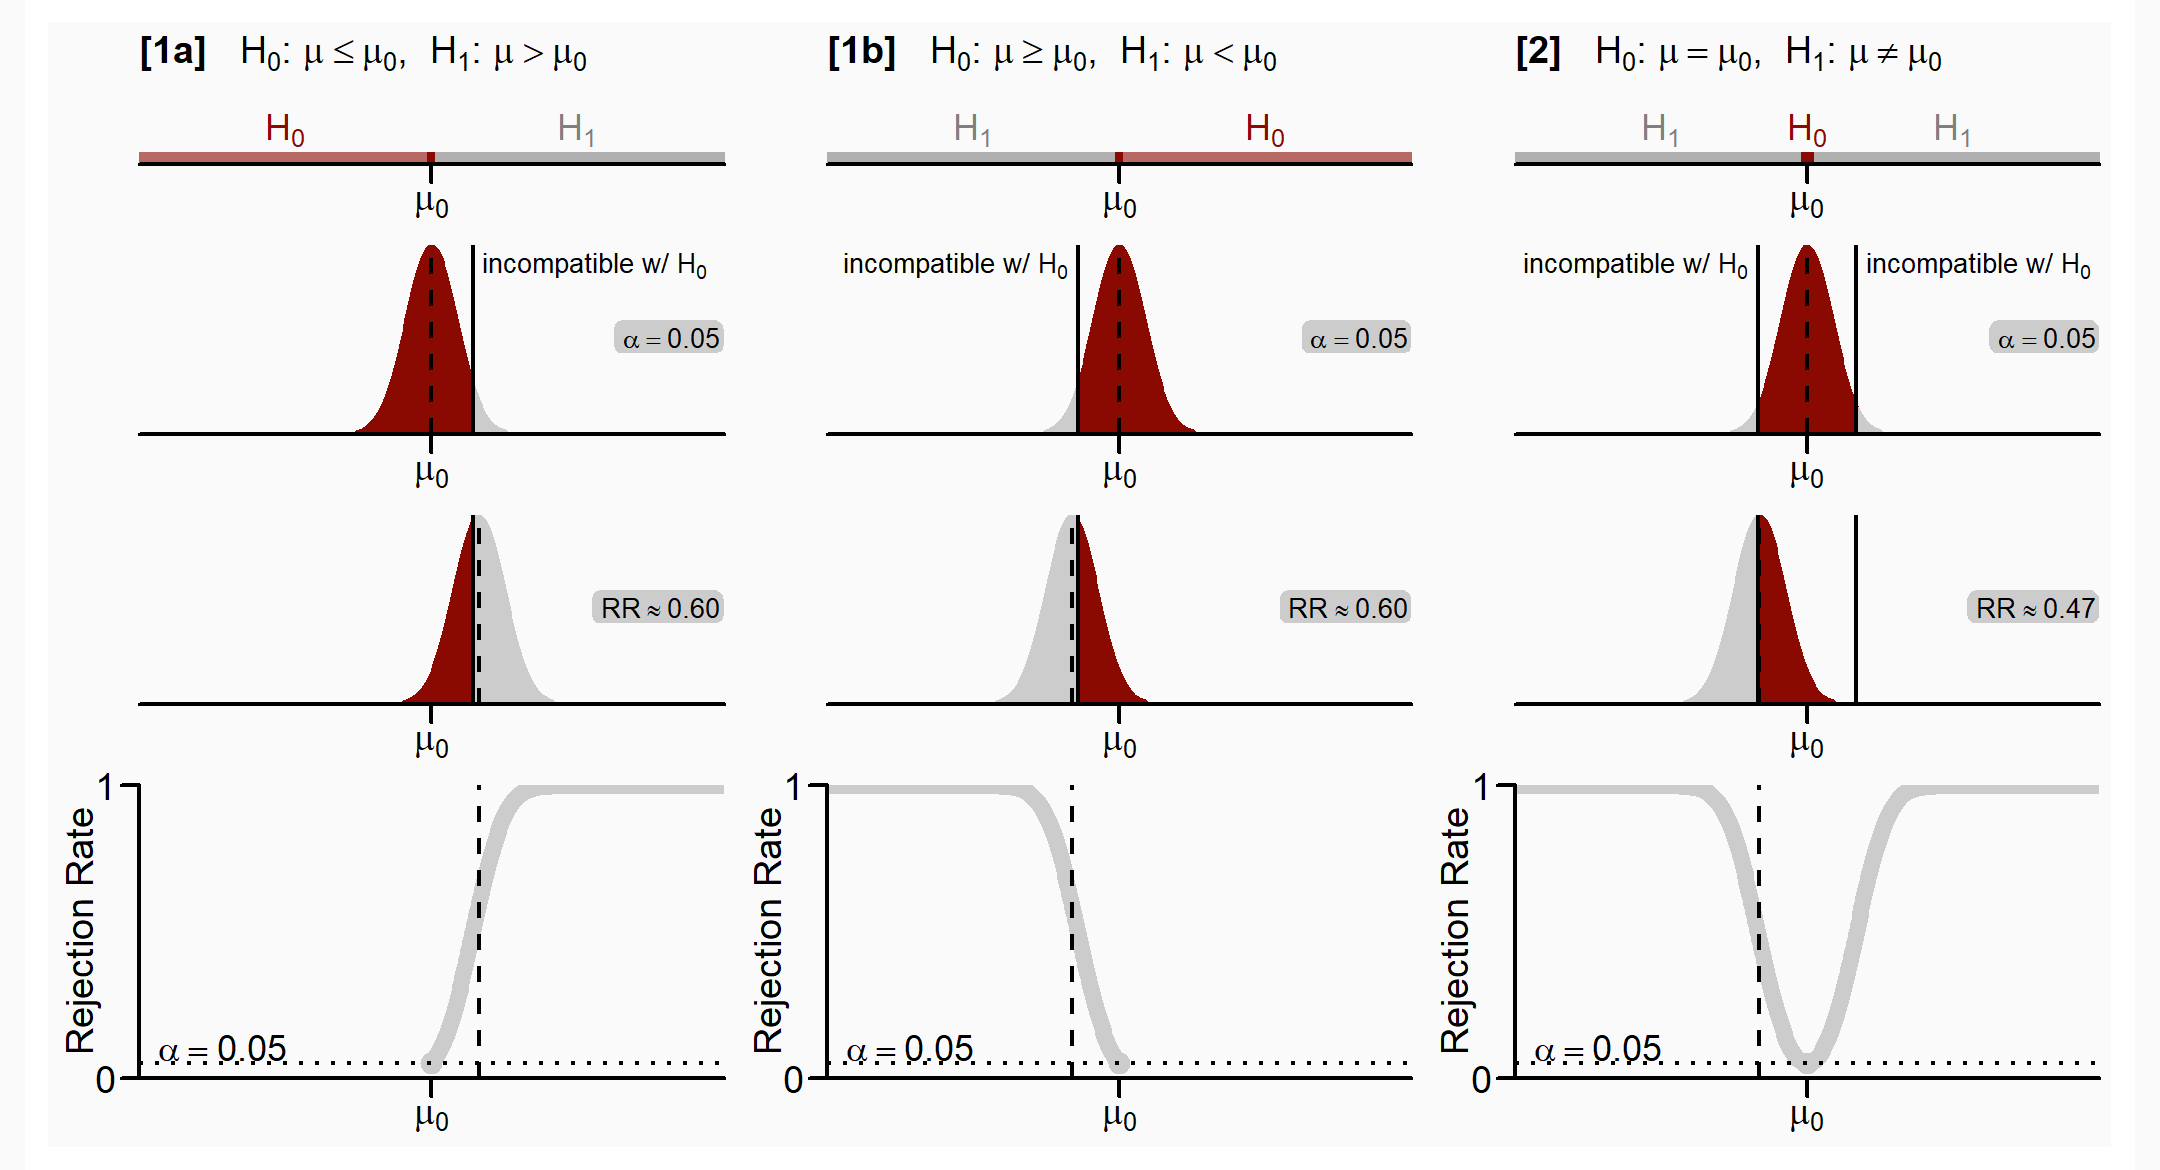 [1a] H₀: μ ≤ μ₀, H₁: μ > μ₀
H₀ H₁
μ₀
incompatible w/ H₀
α = 0.05
μ₀
RR ≈ 0.60
μ₀
1
Rejection Rate
α = 0.05
0
μ₀
[1b] H₀: μ ≥ μ₀, H₁: μ < μ₀
H₁ H₀
μ₀
incompatible w/ H₀
α = 0.05
μ₀
RR ≈ 0.60
μ₀
1
Rejection Rate
α = 0.05
0
μ₀
[2] H₀: μ = μ₀, H₁: μ ≠ μ₀
H₁ H₀ H₁
μ₀
incompatible w/ H₀ incompatible w/ H₀
α = 0.05
μ₀
RR ≈ 0.47
μ₀
1
Rejection Rate
α = 0.05
0
μ₀